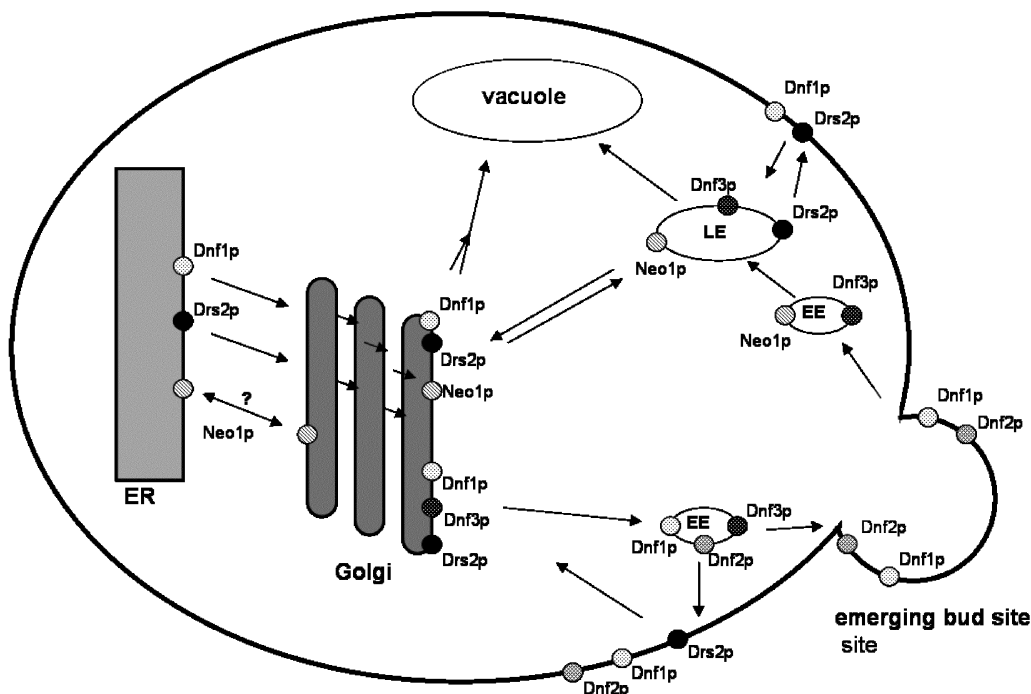 vacuole
Dnf1p
Drs2p
Dnf3p
Drs2p
LE
Neo1p
Dnf1p
Drs2p
?
Neo1p
ER
Dnf1p
Drs2p
Neo1p
Dnf3p
EE
Neo1p
Dnf1p
Dnf2p
Dnf1p
Dnf3p
Drs2p
Golgi
Dnf3p
EE
Dnf1p
Dnf2p
Dnf2p
Dnf1p
emerging bud site
site
Drs2p
Dnf1p
Dnf2p